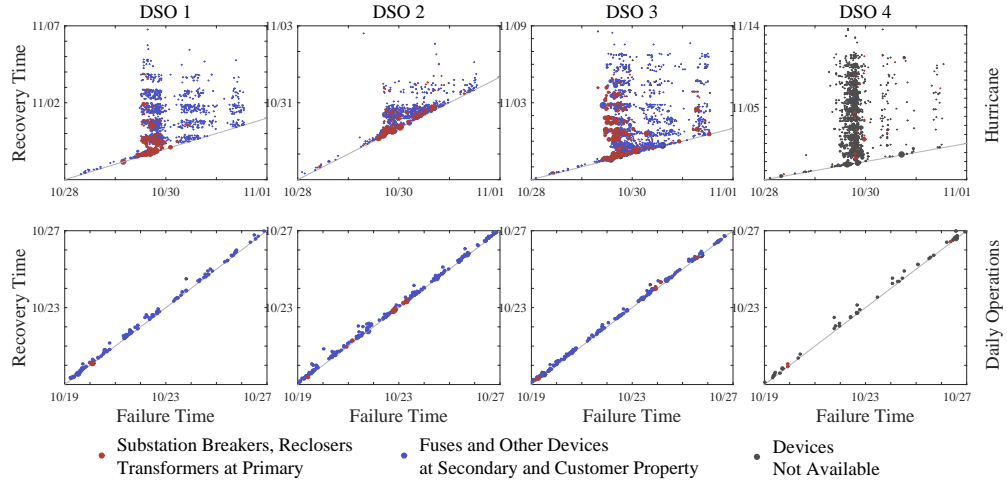 DSO 1
DSO 2
DSO 3
DSO 4
11/07
11/02
10/28
10/30
11/01
Recovery Time
11/03
10/31
10/28
10/30
11/01
11/09
11/03
10/28
10/30
11/01
11/14
11/05
10/28
10/30
11/01
Hurricane
10/27
10/23
10/19
10/23
10/27
Recovery Time
Failure Time
10/27
10/23
10/19
10/23
10/27
Failure Time
10/27
10/23
10/19
10/23
10/27
Failure Time
10/27
10/23
10/19
10/23
10/27
Failure Time
Daily Operations
Substation Breakers, Reclosers
Transformers at Primary
Fuses and Other Devices
at Secondary and Customer Property
Devices
Not Available